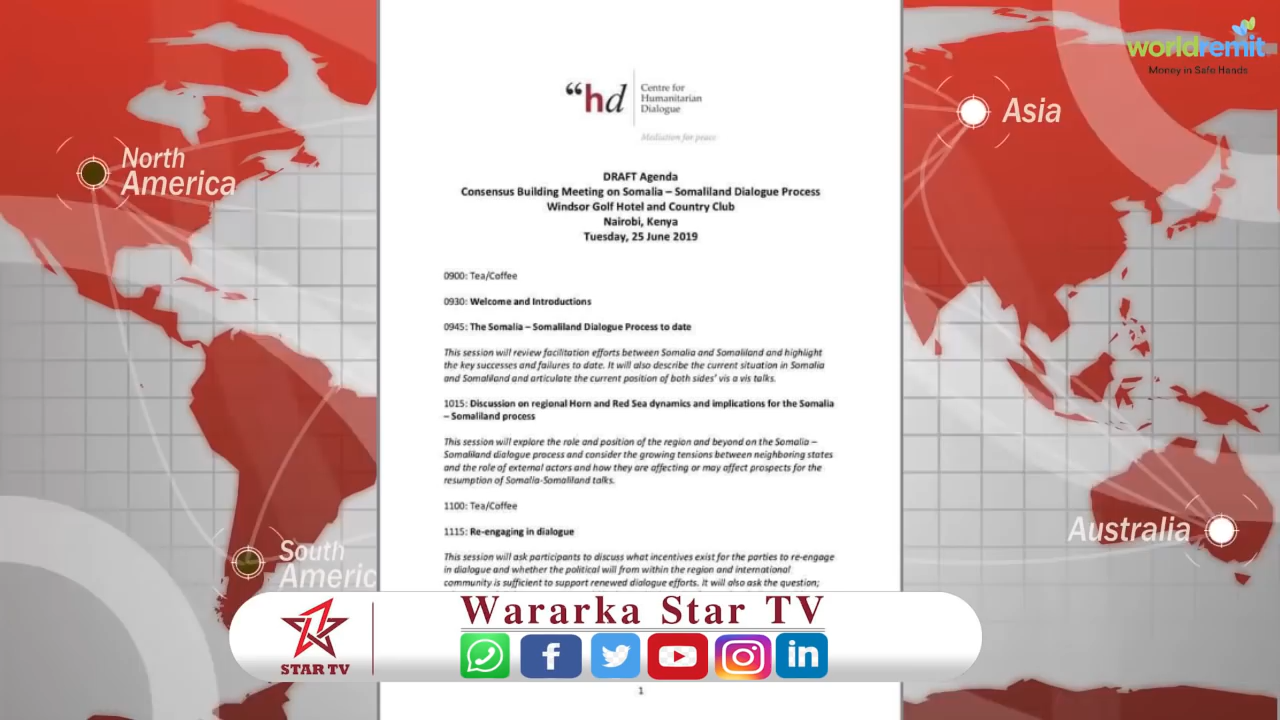 worldremit
Money in Safe Hands
North
America
Asia
South
Americ
Australia
“hd
Centre for
Humanitarian
Dialogue
Mediation for peace
DRAFT Agenda
Consensus Building Meeting on Somalia – Somaliland Dialogue Process
Windsor Golf Hotel and Country Club
Nairobi, Kenya
Tuesday, 25 June 2019
0900: Tea/Coffee
0930: Welcome and Introductions
0945: The Somalia – Somaliland Dialogue Process to date
This session will review facilitation efforts between Somalia and Somaliland and highlight
the key successes and failures to date. It will also describe the current situation in Somalia
and Somaliland and articulate the current position of both sides' vis a vis talks.
1015: Discussion on regional Horn and Red Sea dynamics and implications for the Somalia
– Somaliland process
This session will explore the role and position of the region and beyond on the Somalia –
Somaliland dialogue process and consider the growing tensions between neighboring states
and the role of external actors and how they are affecting or may affect prospects for the
resumption of Somalia-Somaliland talks.
1100: Tea/Coffee
1115: Re-engaging in dialogue
This session will ask participants to discuss what incentives exist for the parties to re-engage
in dialogue and whether the political will from within the region and international
community is sufficient to support renewed dialogue efforts. It will also ask the question;
Wararka Star TV
STAR TV
in
1